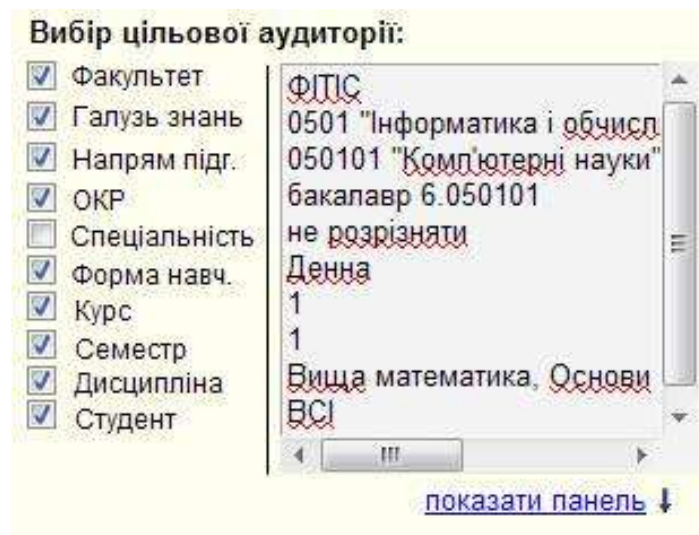 Вибір цільової аудиторії:
Факультет
Галузь знань
Напрям підг.
ОКР
Спеціальність
Форма навч.
Курс
Семестр
Дисципліна
Студент
ФІТІС
0501 "Інформатика і обчисл
050101 "Комп'ютерні науки"
бакалавр 6.050101
не розрізняти
Денна
1
1
Вища математика, Основи
ВСІ
показати панель